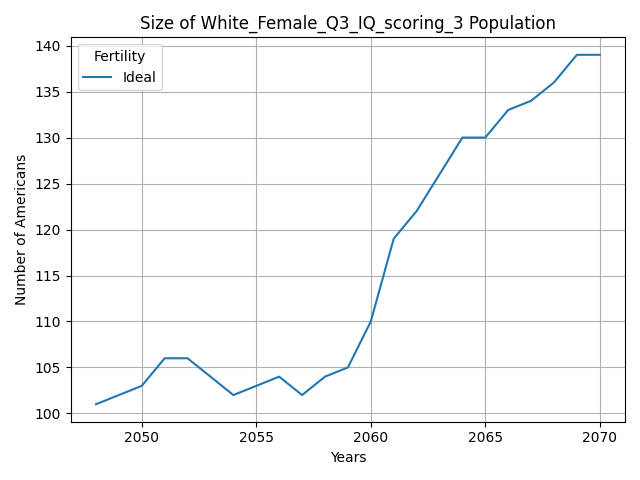 Size of White_Female_Q3_IQ_scoring_3 Population
Fertility
Ideal
Number of Americans
140
135
130
125
120
115
110
105
100
2050 2055 2060 2065 2070
Years